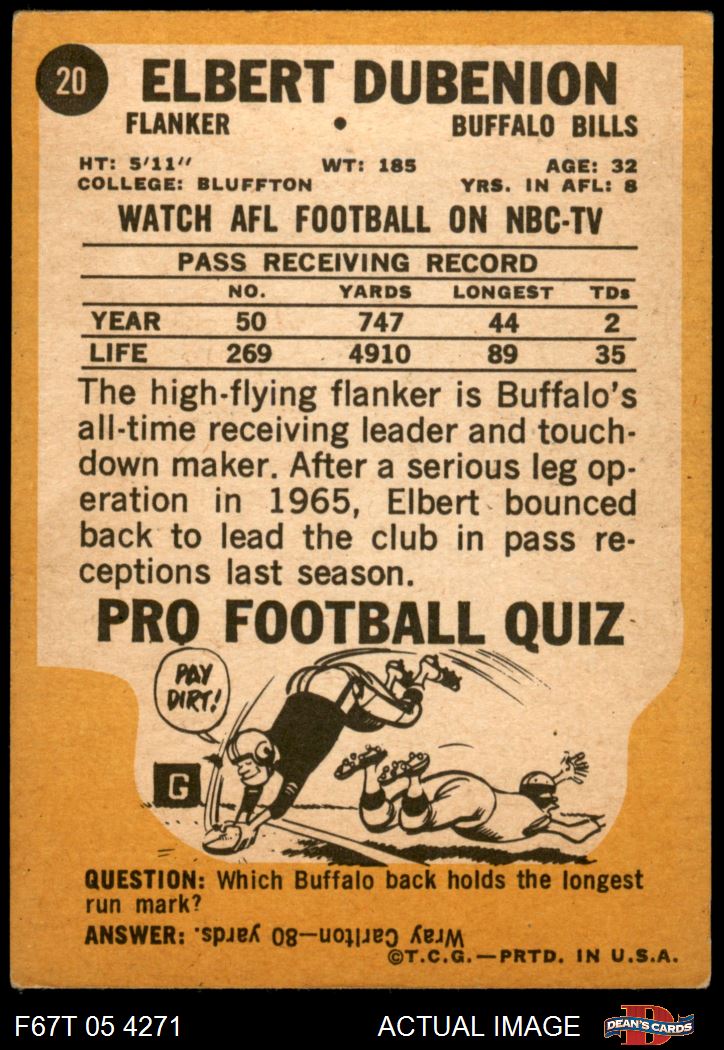 20
ELBERT DUBENION
FLANKER • BUFFALO BILLS
HT: 5'11" WT: 185 AGE: 32
COLLEGE: BLUFFTON YRS. IN AFL: 8
WATCH AFL FOOTBALL ON NBC-TV
PASS RECEIVING RECORD
NO. YARDS LONGEST TDs
YEAR 50 747 44 2
LIFE 269 4910 89 35
The high-flying flanker is Buffalo's
all-time receiving leader and touch-
down maker. After a serious leg op-
eration in 1965, Elbert bounced
back to lead the club in pass re-
ceptions last season.
PRO FOOTBALL QUIZ
PAY
DIRT!
G
QUESTION: Which Buffalo back holds the longest
run mark?
ANSWER: Wray Carlton—80 yards.
©T.C.G.—PRTD. IN U.S.A.
F67T 05 4271 ACTUAL IMAGE DEAN'S CARDS